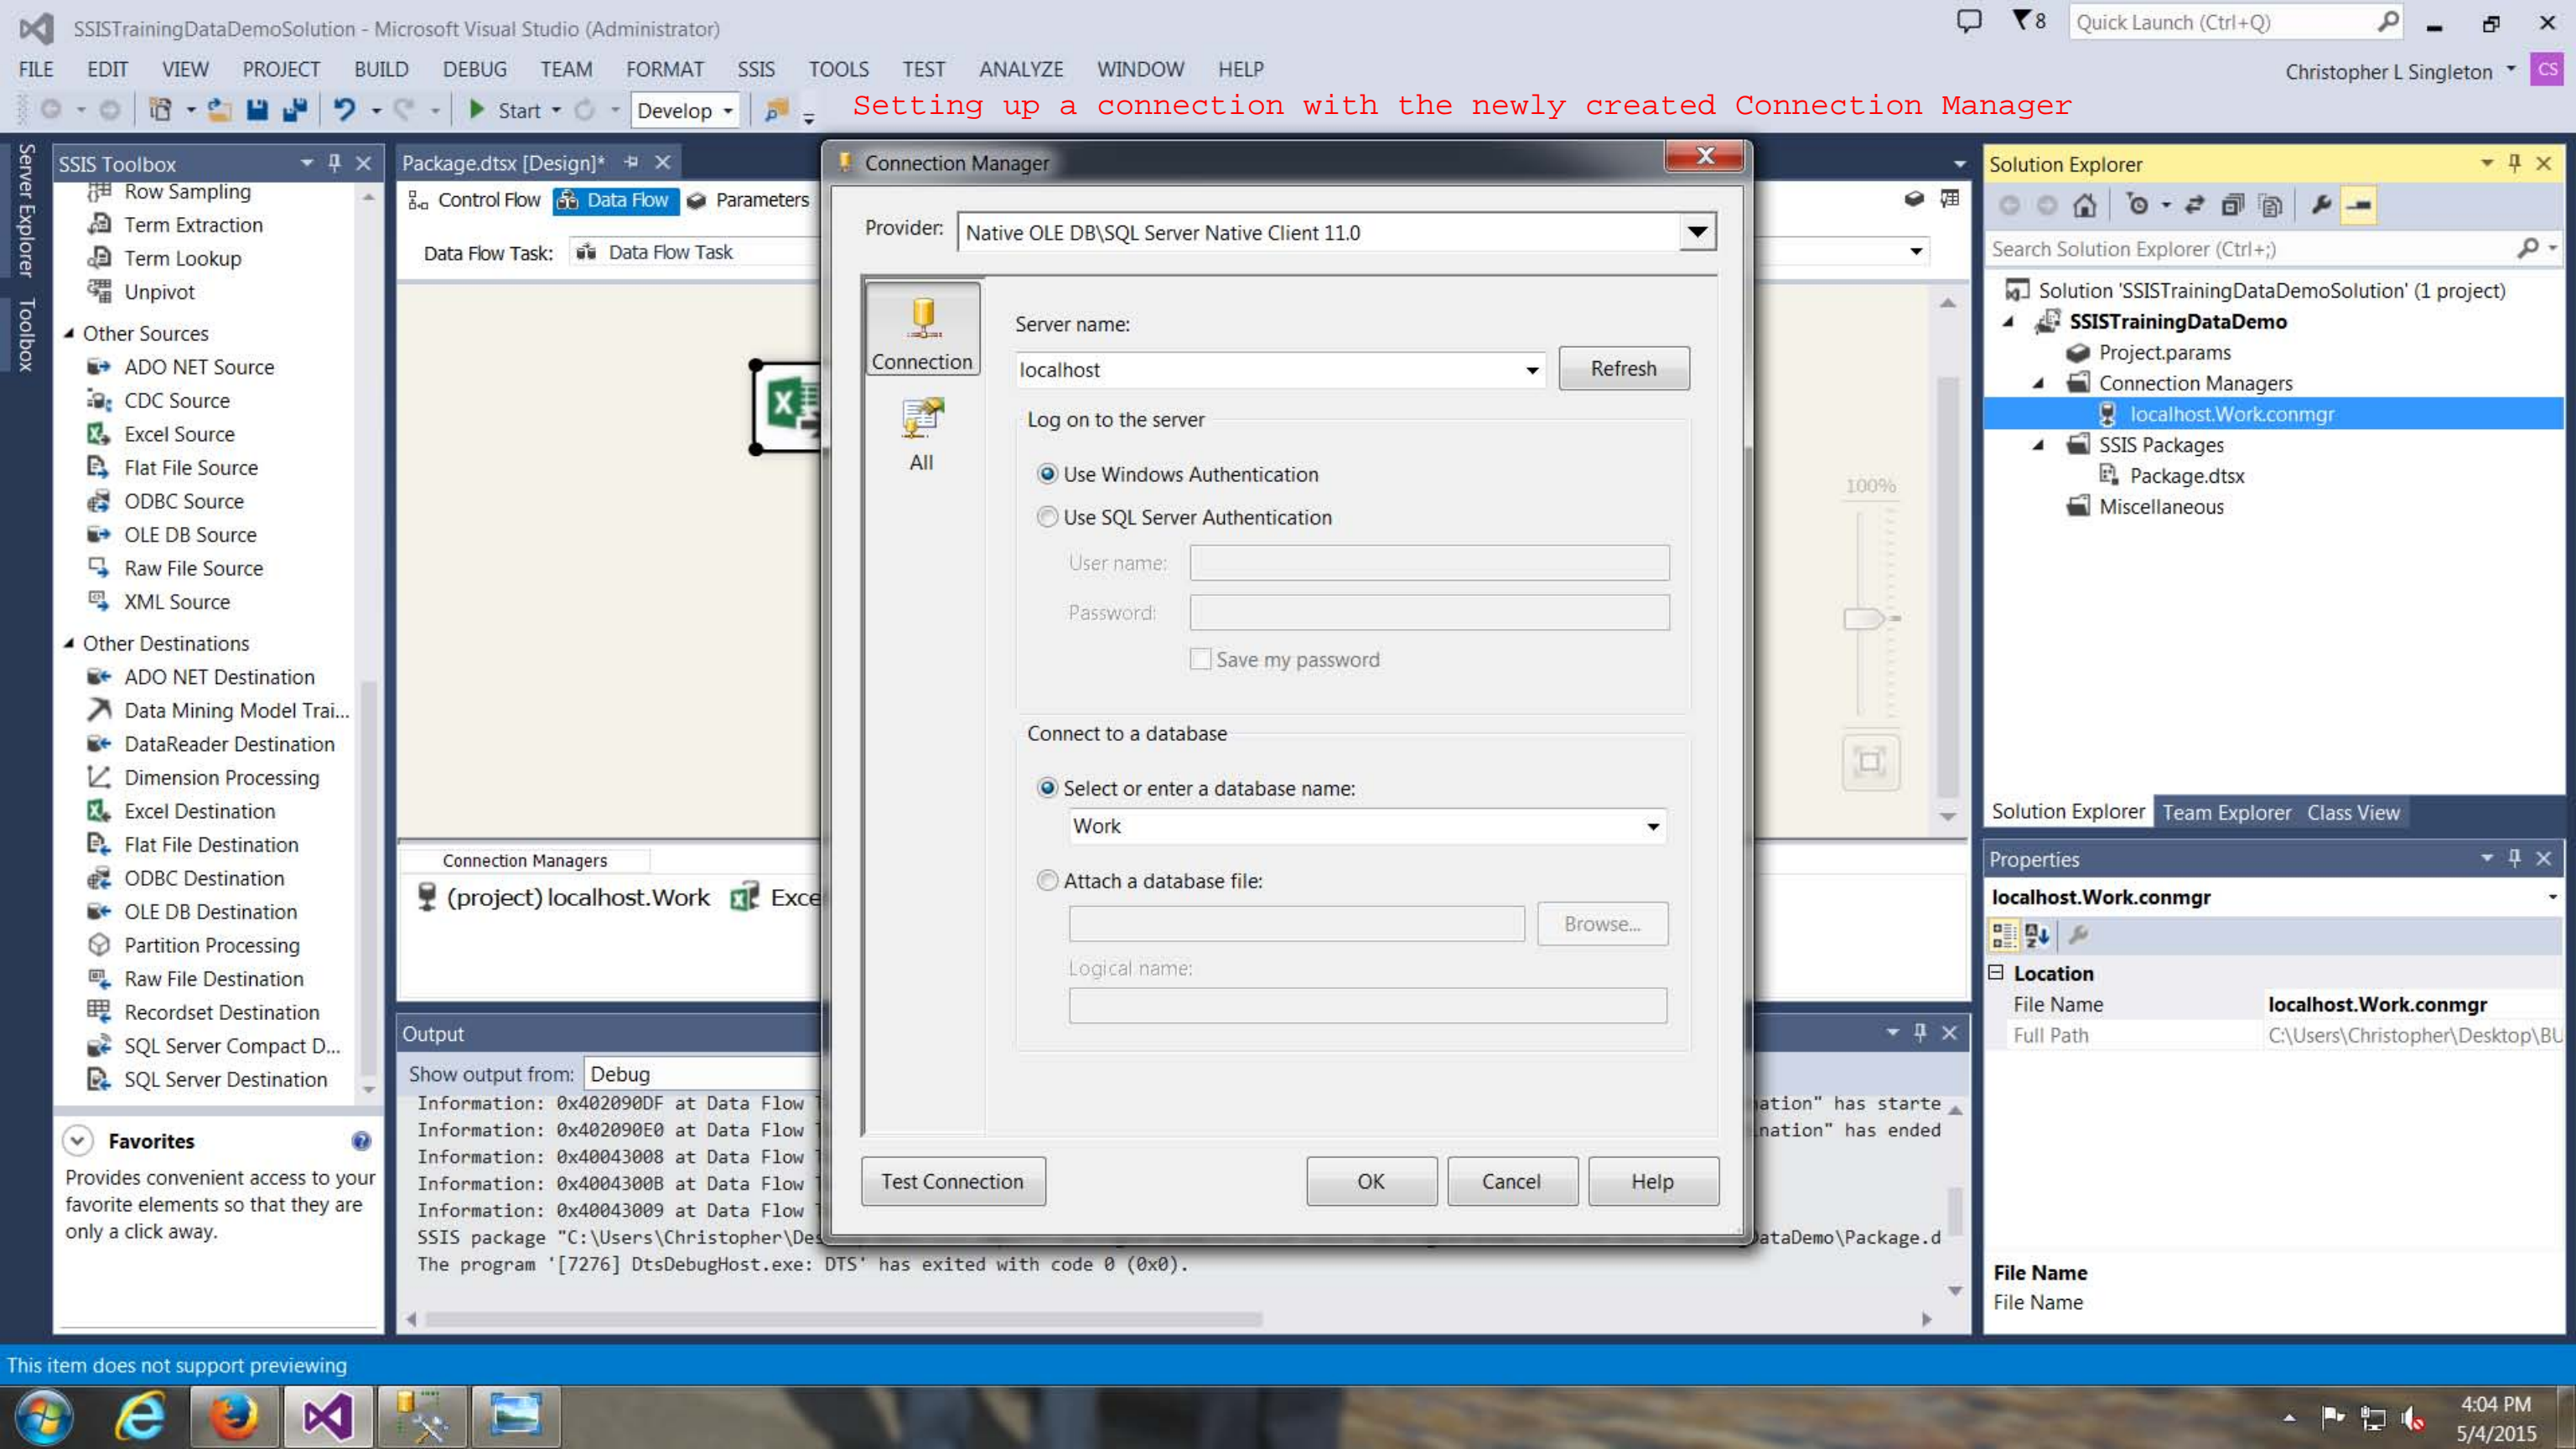 SSISTrainingDataDemoSolution - Microsoft Visual Studio (Administrator)
8
Quick Launch (Ctrl+Q)
FILE EDIT VIEW PROJECT BUILD DEBUG TEAM FORMAT SSIS TOOLS TEST ANALYZE WINDOW HELP
Christopher L Singleton
CS
Start
Develop
Setting up a connection with the newly created Connection Manager
Server Explorer
Toolbox
SSIS Toolbox
Row Sampling
Term Extraction
Term Lookup
Unpivot
Other Sources
ADO NET Source
CDC Source
Excel Source
Flat File Source
ODBC Source
OLE DB Source
Raw File Source
XML Source
Other Destinations
ADO NET Destination
Data Mining Model Trai...
DataReader Destination
Dimension Processing
Excel Destination
Flat File Destination
ODBC Destination
OLE DB Destination
Partition Processing
Raw File Destination
Recordset Destination
SQL Server Compact D...
SQL Server Destination
Favorites
Provides convenient access to your
favorite elements so that they are
only a click away.
Package.dtsx [Design]*
Control Flow Data Flow Parameters
Data Flow Task: Data Flow Task
100%
Connection Managers
(project) localhost.Work Exce
Output
Show output from: Debug
Information: 0x402090DF at Data Flow
ation" has starte
Information: 0x402090E0 at Data Flow
nation" has ended
Information: 0x40043008 at Data Flow
Information: 0x4004300B at Data Flow
Information: 0x40043009 at Data Flow
SSIS package "C:\Users\Christopher\Des
DataDemo\Package.d
The program '[7276] DtsDebugHost.exe: DTS' has exited with code 0 (0x0).
Connection Manager
X
Provider: Native OLE DB\SQL Server Native Client 11.0
Connection
All
Server name:
localhost
Refresh
Log on to the server
Use Windows Authentication
Use SQL Server Authentication
User name:
Password:
Save my password
Connect to a database
Select or enter a database name:
Work
Attach a database file:
Browse...
Logical name:
Test Connection
OK
Cancel
Help
Solution Explorer
Search Solution Explorer (Ctrl+;)
Solution 'SSISTrainingDataDemoSolution' (1 project)
SSISTrainingDataDemo
Project.params
Connection Managers
localhost.Work.conmgr
SSIS Packages
Package.dtsx
Miscellaneous
Solution Explorer Team Explorer Class View
Properties
localhost.Work.conmgr
Location
File Name localhost.Work.conmgr
Full Path C:\Users\Christopher\Desktop\BU
File Name
File Name
This item does not support previewing
4:04 PM
5/4/2015